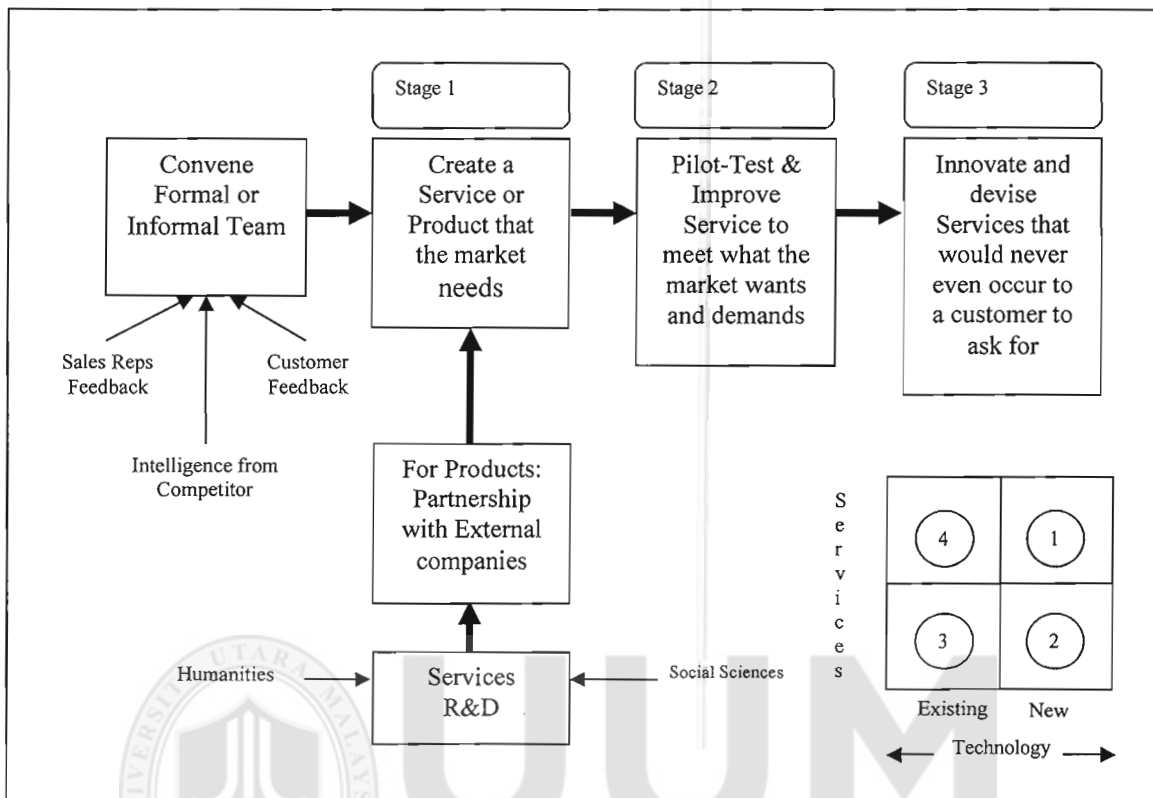 Stage 1
Stage 2
Stage 3
Convene
Formal or
Informal Team
Create a
Service or
Product that
the market
needs
Pilot-Test &
Improve
Service to
meet what the
market wants
and demands
Innovate and
devise
Services that
would never
even occur to
a customer to
ask for
Sales Reps
Feedback
Customer
Feedback
Intelligence from
Competitor
For Products:
Partnership
with External
companies
Humanities
Services
R&D
Social Sciences
Services
4
1
3
2
Existing
New
Technology
UTARA MALAYS
UUM